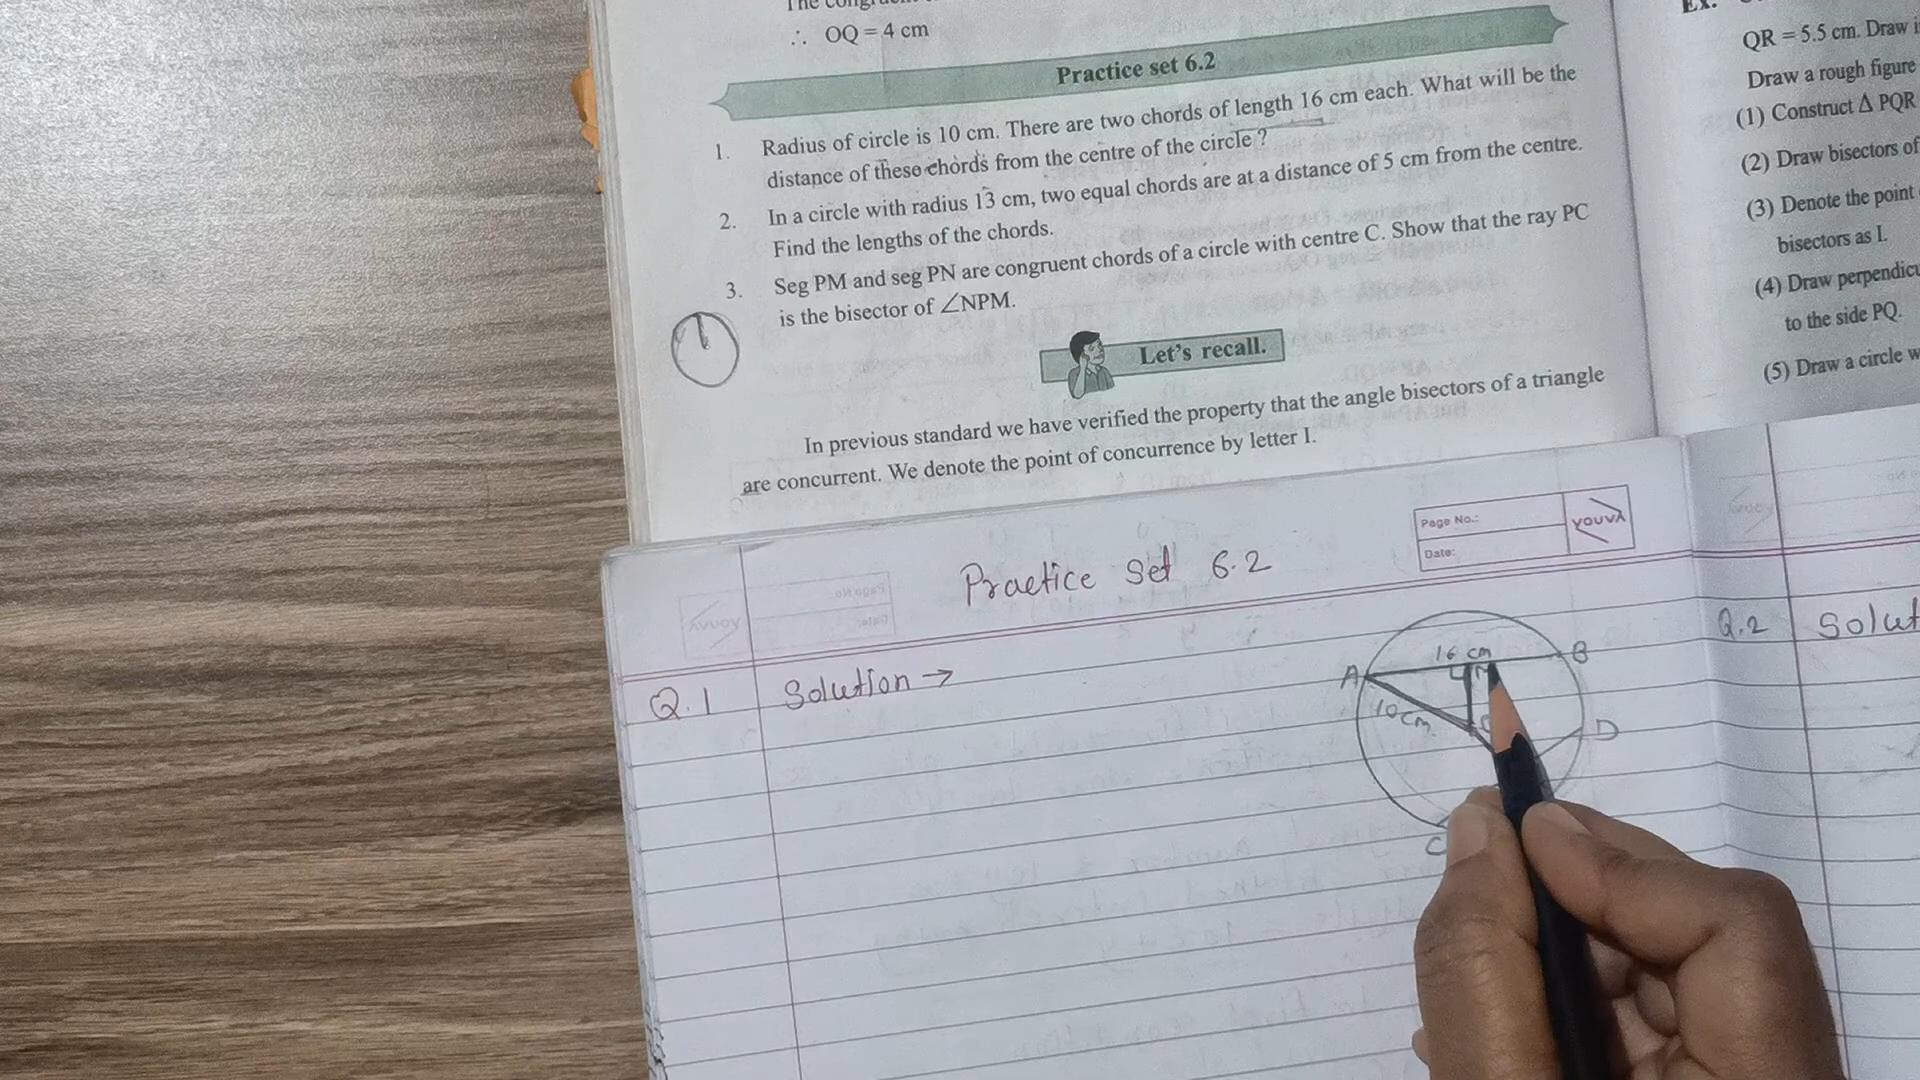 ∴ OQ = 4 cm
Practice set 6.2
1. Radius of circle is 10 cm. There are two chords of length 16 cm each. What will be the
distance of these chords from the centre of the circle ?
2. In a circle with radius 13 cm, two equal chords are at a distance of 5 cm from the centre.
Find the lengths of the chords.
3. Seg PM and seg PN are congruent chords of a circle with centre C. Show that the ray PC
is the bisector of ∠NPM.
Let's recall.
In previous standard we have verified the property that the angle bisectors of a triangle
are concurrent. We denote the point of concurrence by letter I.
Ex.
QR = 5.5 cm. Draw
Draw a rough figure
(1) Construct Δ PQR
(2) Draw bisectors of
(3) Denote the point
bisectors as I.
(4) Draw
to the side PQ.
(5) Draw a circle
Page No.:
Date:
YOUVA
Practice Set 6.2
Q.1 Solution →
A
16 cm
B
10 cm
D
C
Q.2